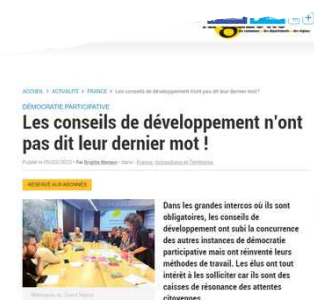 ACCUEIL > ACTUALITÉ > FRANCE > Les conseils de développement n'ont pas dit leur dernier mot !
DÉMOCRATIE PARTICIPATIVE
Les conseils de développement n'ont
pas dit leur dernier mot !
RÉSERVÉ AUX ABONNÉS
Dans les grandes intercos où ils sont
obligatoires, les conseils de
développement ont subi la concurrence
des autres instances de démocratie
participative mais ont réinventé leurs
méthodes de travail. Les élus ont tout
intérêt à les solliciter car ils sont des
caisses de résonance des attentes
citoyennes